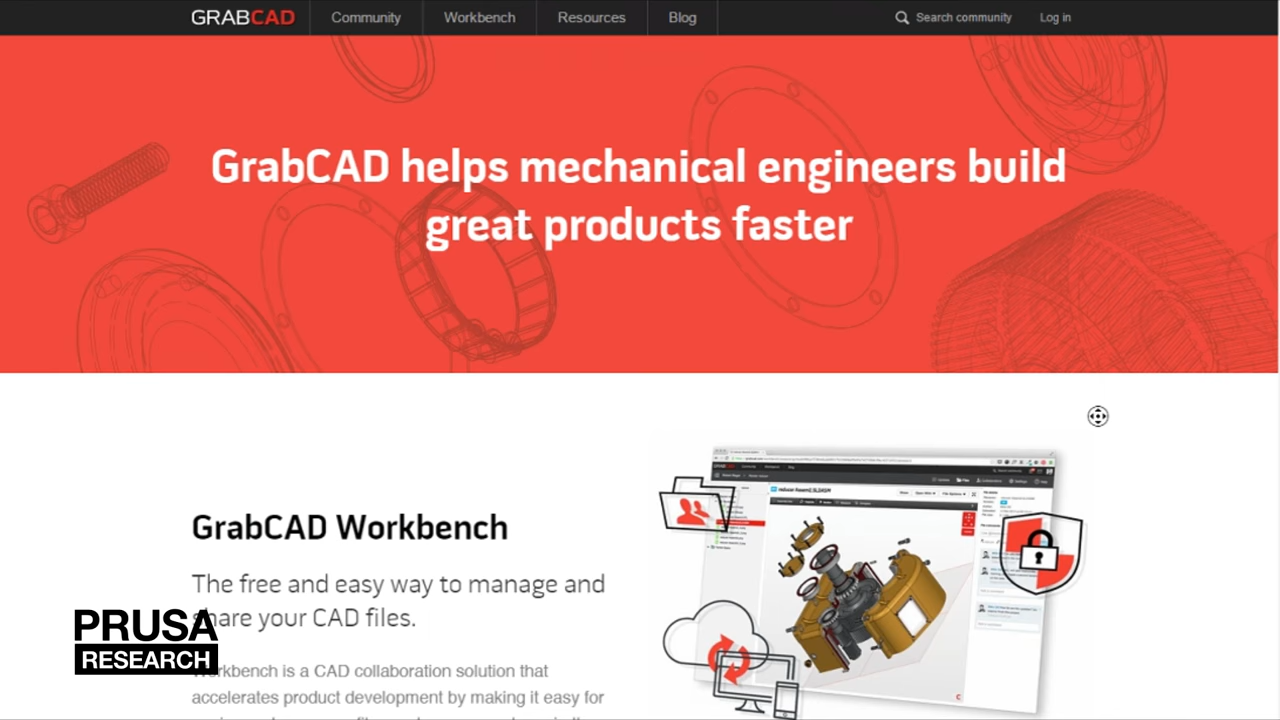 GRABCAD Community Workbench Resources Blog Search community Log in
GrabCAD helps mechanical engineers build
great products faster
GrabCAD Workbench
The free and easy way to manage and
share your CAD files.
PRUSA
RESEARCH
Workbench is a CAD collaboration solution that
accelerates product development by making it easy for